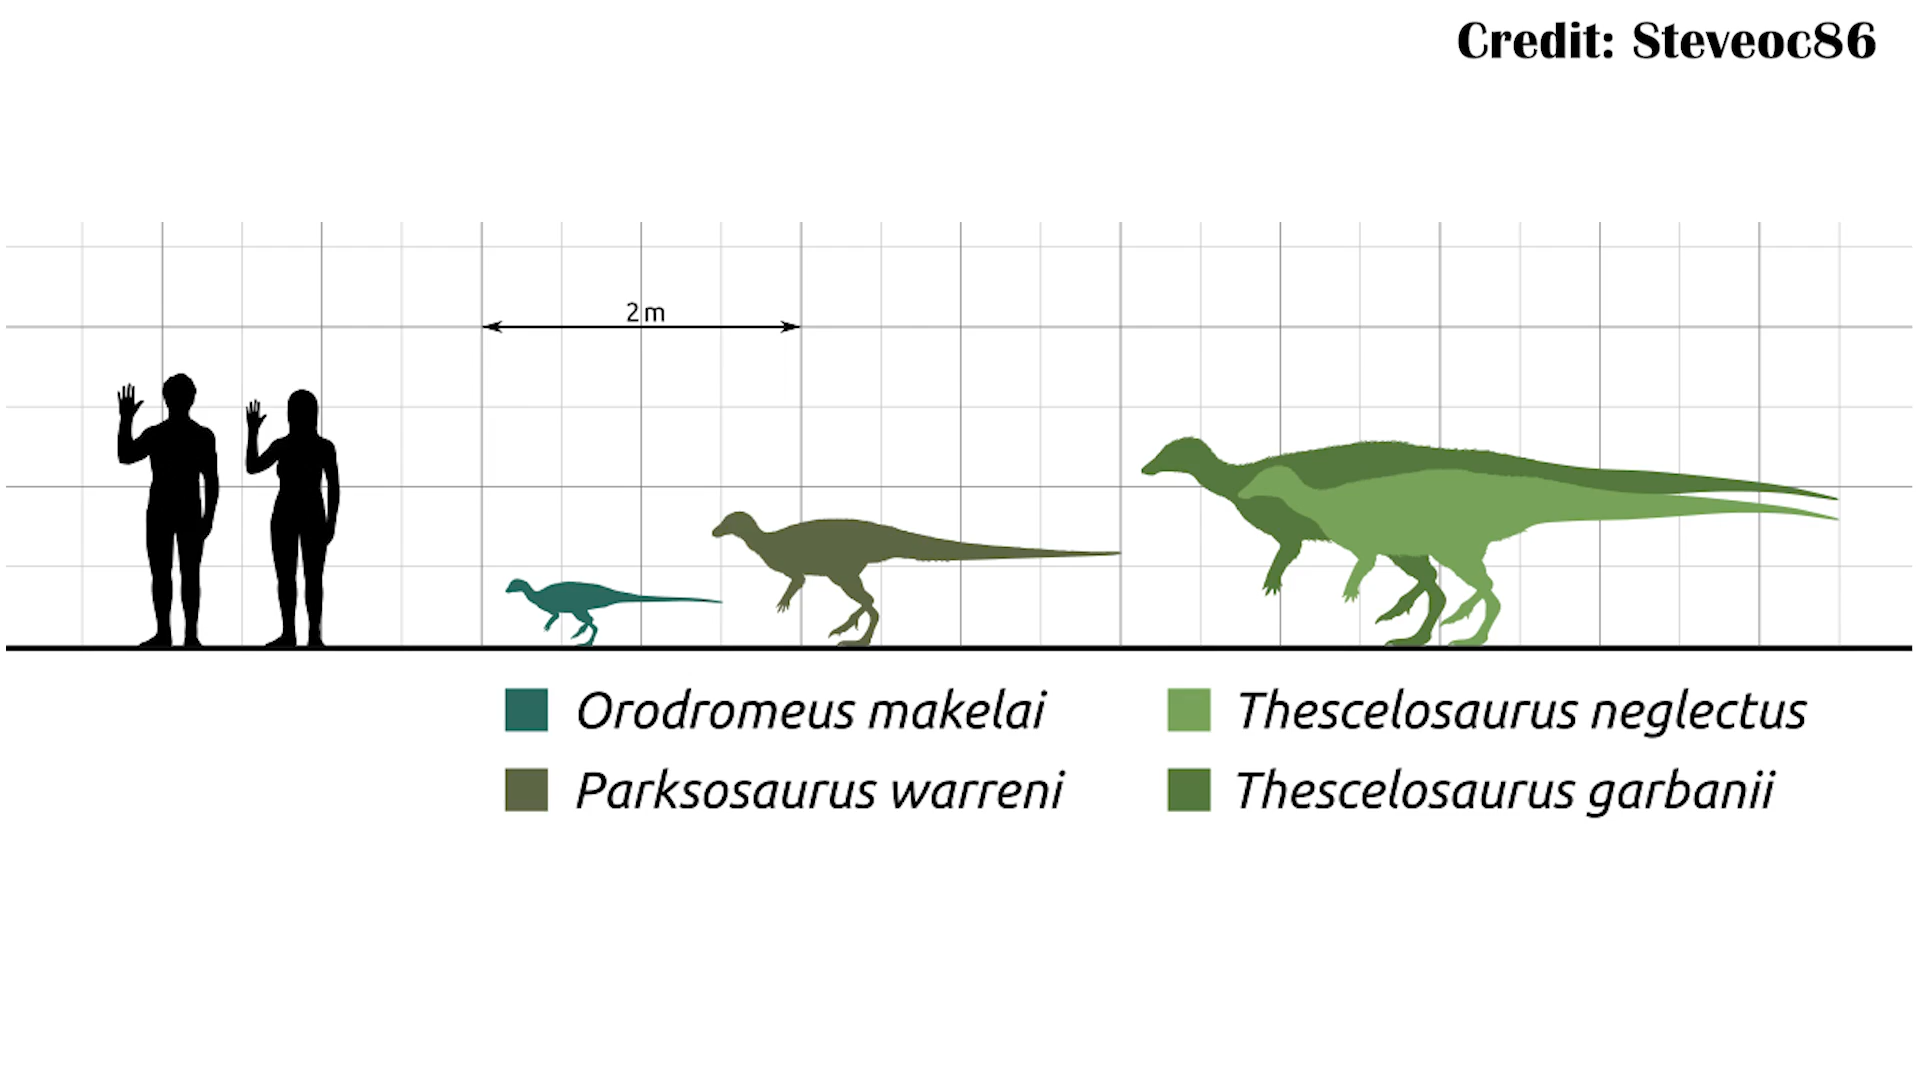 Credit: Steveoc86
2 m
Orodromeus makelai
Parksosaurus warreni
Thescelosaurus neglectus
Thescelosaurus garbanii